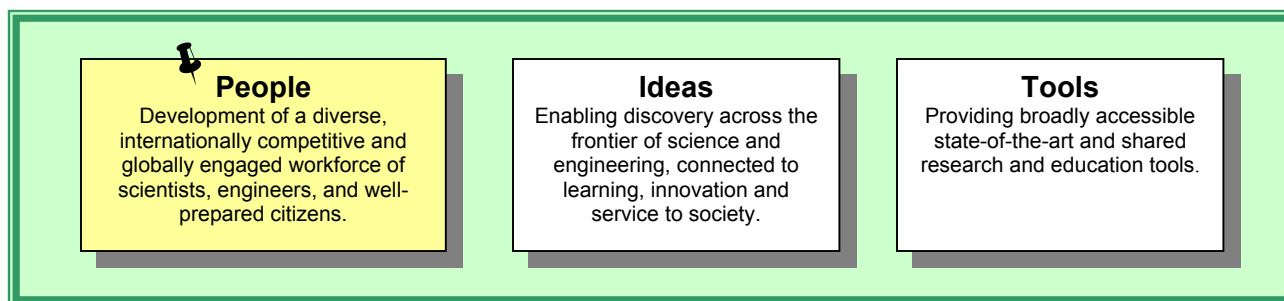 People
Development of a diverse,
internationally competitive and
globally engaged workforce of
scientists, engineers, and well-
prepared citizens.
Ideas
Enabling discovery across the
frontier of science and
engineering, connected to
learning, innovation and
service to society.
Tools
Providing broadly accessible
state-of-the-art and shared
research and education tools.